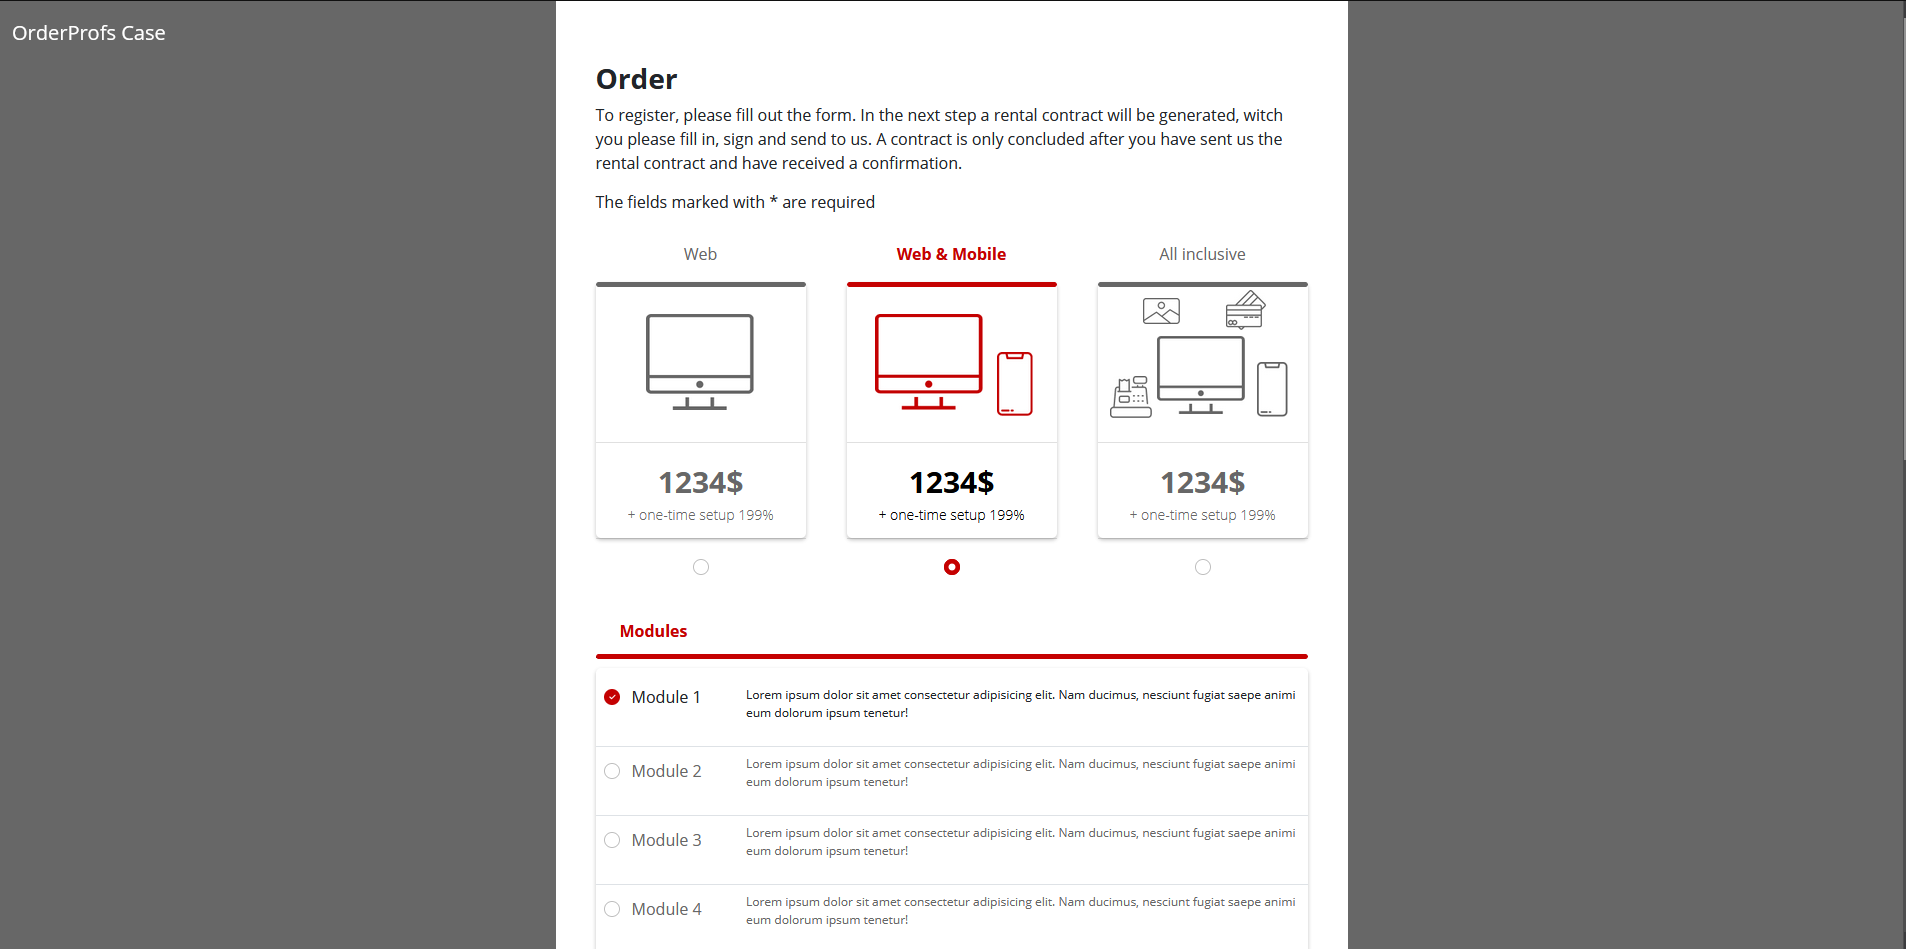 OrderProfs Case
Order
To register, please fill out the form. In the next step a rental contract will be generated, witch
you please fill in, sign and send to us. A contract is only concluded after you have sent us the
rental contract and have received a confirmation.
The fields marked with * are required
Web
Web & Mobile
All inclusive
1234$
+ one-time setup 199%
1234$
+ one-time setup 199%
1234$
+ one-time setup 199%
Modules
Module 1
Lorem ipsum dolor sit amet consectetur adipisicing elit. Nam ducimus, nesciunt fugiat saepe animi
eum dolorum ipsum tenetur!
Module 2
Lorem ipsum dolor sit amet consectetur adipisicing elit. Nam ducimus, nesciunt fugiat saepe animi
eum dolorum ipsum tenetur!
Module 3
Lorem ipsum dolor sit amet consectetur adipisicing elit. Nam ducimus, nesciunt fugiat saepe animi
eum dolorum ipsum tenetur!
Module 4
Lorem ipsum dolor sit amet consectetur adipisicing elit. Nam ducimus, nesciunt fugiat saepe animi
eum dolorum ipsum tenetur!